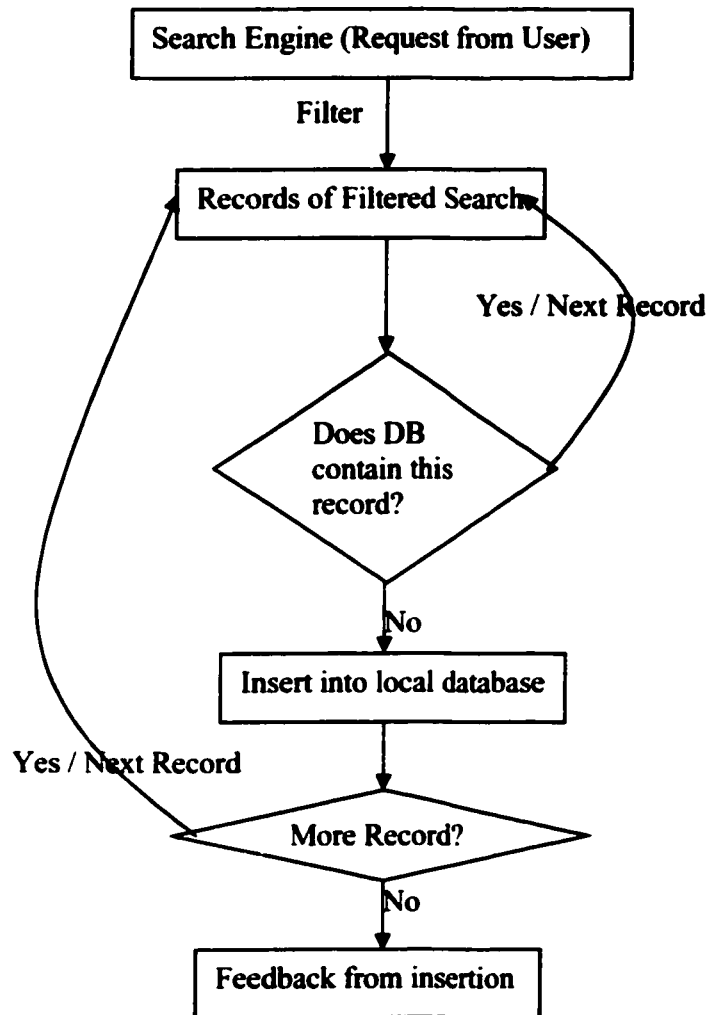 Search Engine (Request from User)
Filter
Records of Filtered Search
Yes / Next Record
Does DB
contain this
record?
No
Insert into local database
Yes / Next Record
More Record?
No
Feedback from insertion